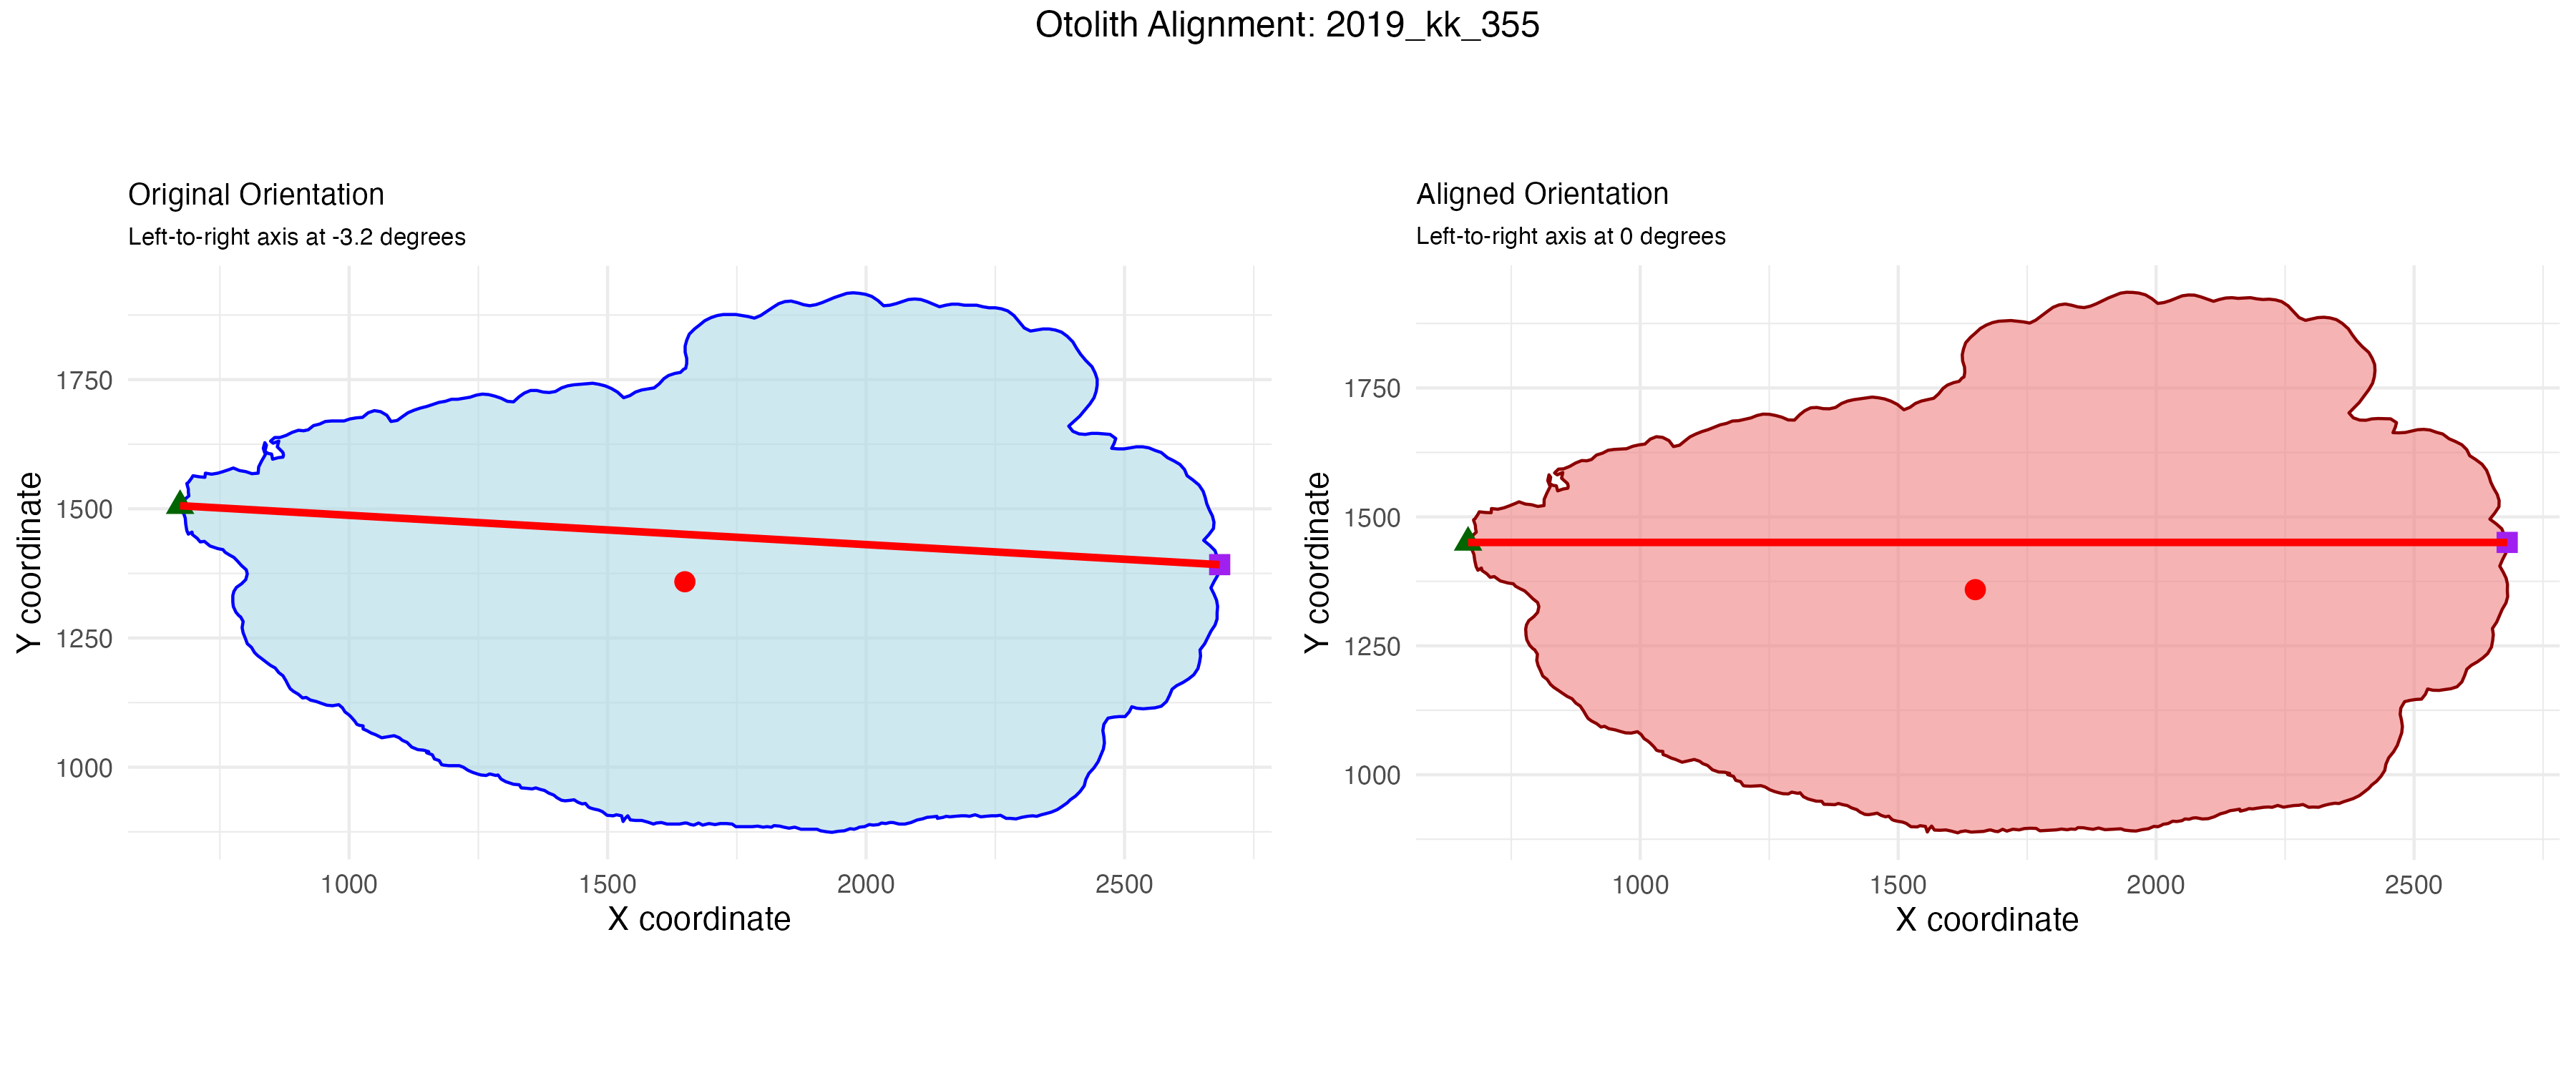 Otolith Alignment: 2019_kk_355
Original Orientation
Left-to-right axis at -3.2 degrees
Y coordinate
1750
1500
1250
1000
1000 1500 2000 2500
X coordinate
Aligned Orientation
Left-to-right axis at 0 degrees
Y coordinate
1750
1500
1250
1000
1000 1500 2000 2500
X coordinate